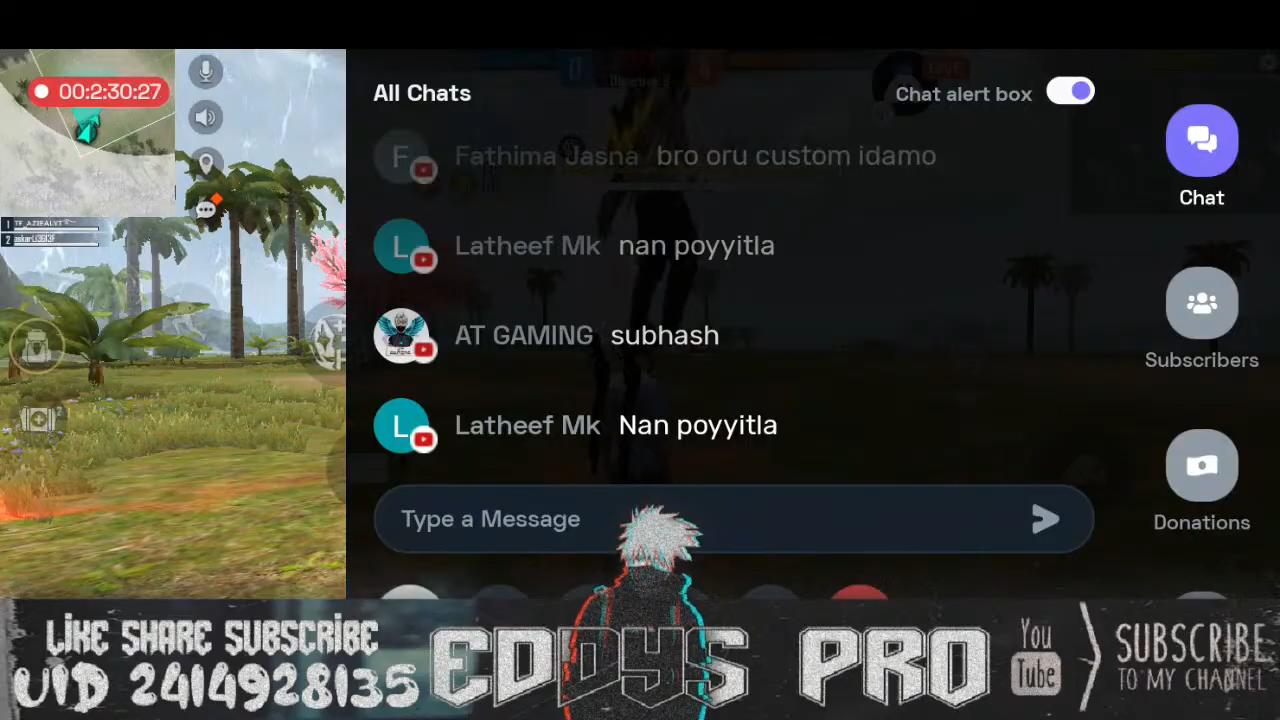 00:2:30:27
All Chats
Chat alert box
F Fathima Jasna bro oru custom idamo
Chat
1
2
L Latheef Mk nan poyyitla
AT GAMING subhash
Subscribers
L Latheef Mk Nan poyyitla
Type a Message
Donations
LIKE SHARE SUBSCRIBE
UID 2414928135
EDDYS PRO
You
Tube
SUBSCRIBE
TO MY CHANNEL